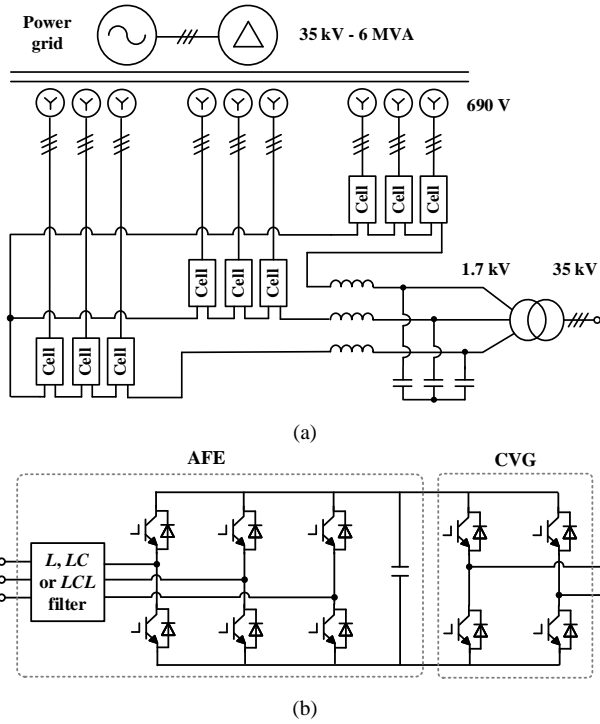 Power
grid
35 kV - 6 MVA
690 V
Cell
Cell
Cell
Cell
Cell
Cell
Cell
Cell
Cell
1.7 kV
35 kV
(a)
AFE
CVG
L, LC
or LCL
filter
(b)